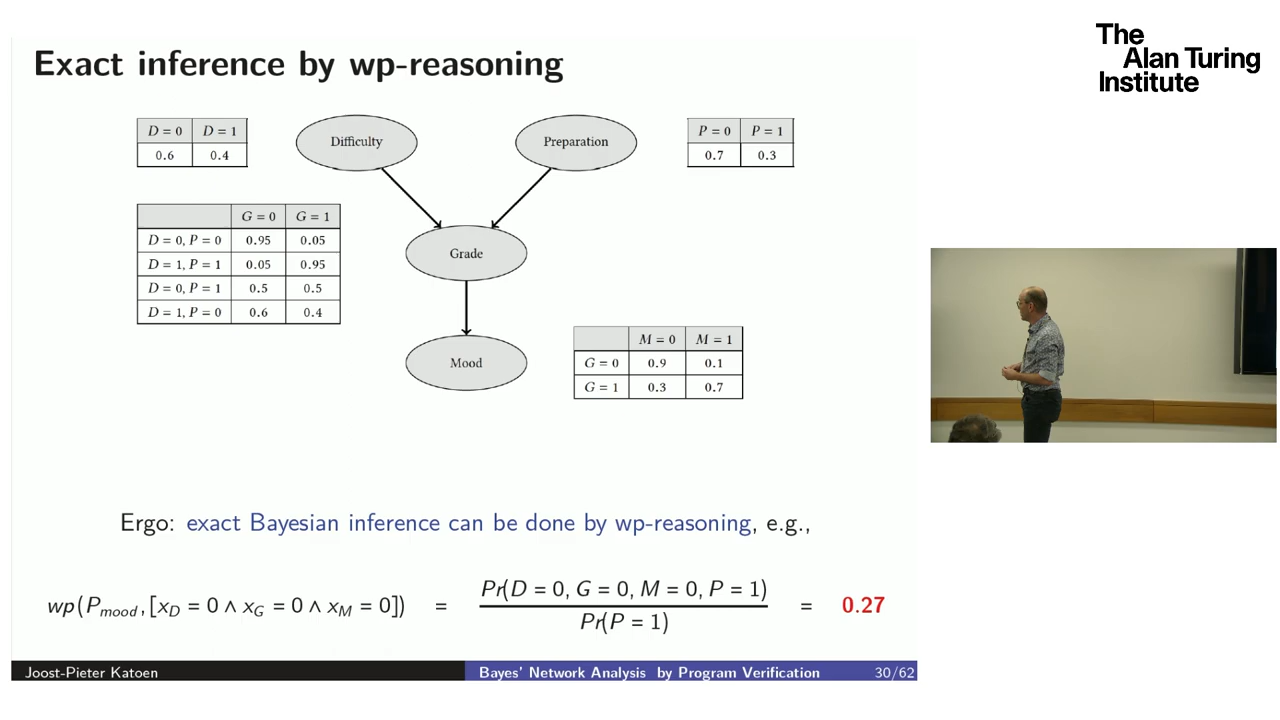 Exact inference by wp-reasoning
The
Alan Turing
Institute
D = 0 D = 1
0.6 0.4
Difficulty
Preparation
P = 0 P = 1
0.7 0.3
G = 0 G = 1
D = 0, P = 0 0.95 0.05
D = 1, P = 1 0.05 0.95
D = 0, P = 1 0.5 0.5
D = 1, P = 0 0.6 0.4
Grade
Mood
M = 0 M = 1
G = 0 0.9 0.1
G = 1 0.3 0.7
Ergo: exact Bayesian inference can be done by wp-reasoning, e.g.,
wp(P_mood, [x_D = 0 ∧ x_G = 0 ∧ x_M = 0]) = Pr(D = 0, G = 0, M = 0, P = 1) / Pr(P = 1) = 0.27
Joost-Pieter Katoen
Bayes' Network Analysis by Program Verification
30/62